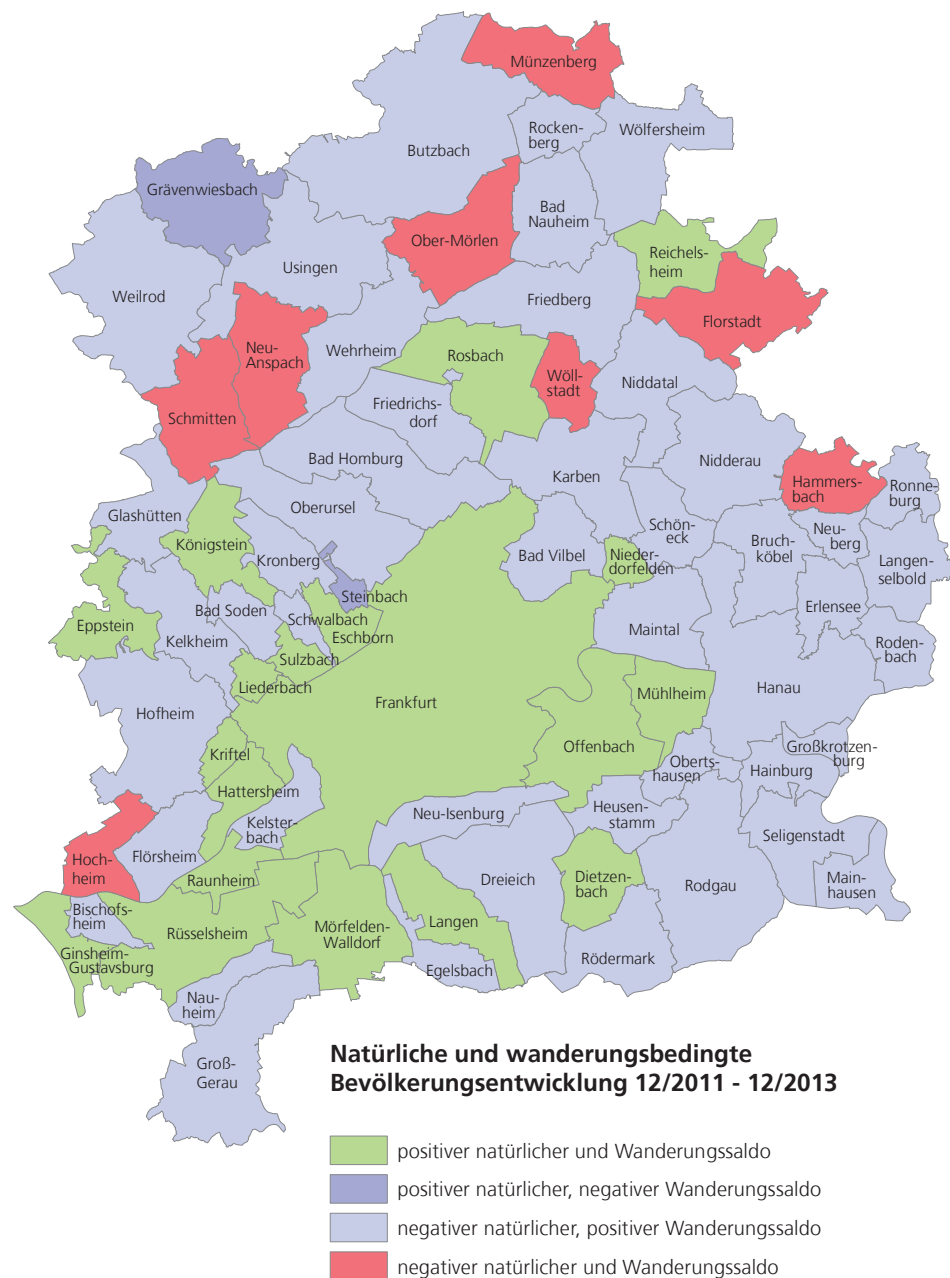 Münzenberg
Rocken-
berg
Wölfersheim
Butzbach
Grävenwiesbach
Bad
Nauheim
Ober-Mörlen
Reichels-
heim
Usingen
Weilrod
Friedberg
Florstadt
Neu-
Anspach
Wehrheim
Rosbach
Wöll-
stadt
Niddatal
Friedrichs-
dorf
Schmitten
Bad Homburg
Nidderau
Karben
Hammers-
bach
Ronne-
burg
Oberursel
Glashütten
Schön-
eck
Neu-
berg
Königstein
Bruch-
köbel
Kronberg
Bad Vilbel
Nieder-
dorfelden
Langen-
selbold
Steinbach
Erlensee
Bad Soden
Schwalbach
Eschborn
Eppstein
Maintal
Kelkheim
Sulzbach
Roden-
bach
Liederbach
Hanau
Mühlheim
Frankfurt
Hofheim
Offenbach
Großkrotzen-
burg
Kriftel
Oberts-
hausen
Hainburg
Hattersheim
Neu-Isenburg
Heusen-
stamm
Kelster-
bach
Seligenstadt
Flörsheim
Hoch-
heim
Dreieich
Dietzen-
bach
Rodgau
Main-
hausen
Raunheim
Bischofs-
heim
Langen
Rüsselsheim
Mörfelden-
Walldorf
Ginsheim-
Gustavsburg
Rödermark
Egelsbach
Nau-
heim
Groß-
Gerau
Natürliche und wanderungsbedingte
Bevölkerungsentwicklung 12/2011 - 12/2013
positiver natürlicher und Wanderungssaldo
positiver natürlicher, negativer Wanderungssaldo
negativer natürlicher, positiver Wanderungssaldo
negativer natürlicher und Wanderungssaldo